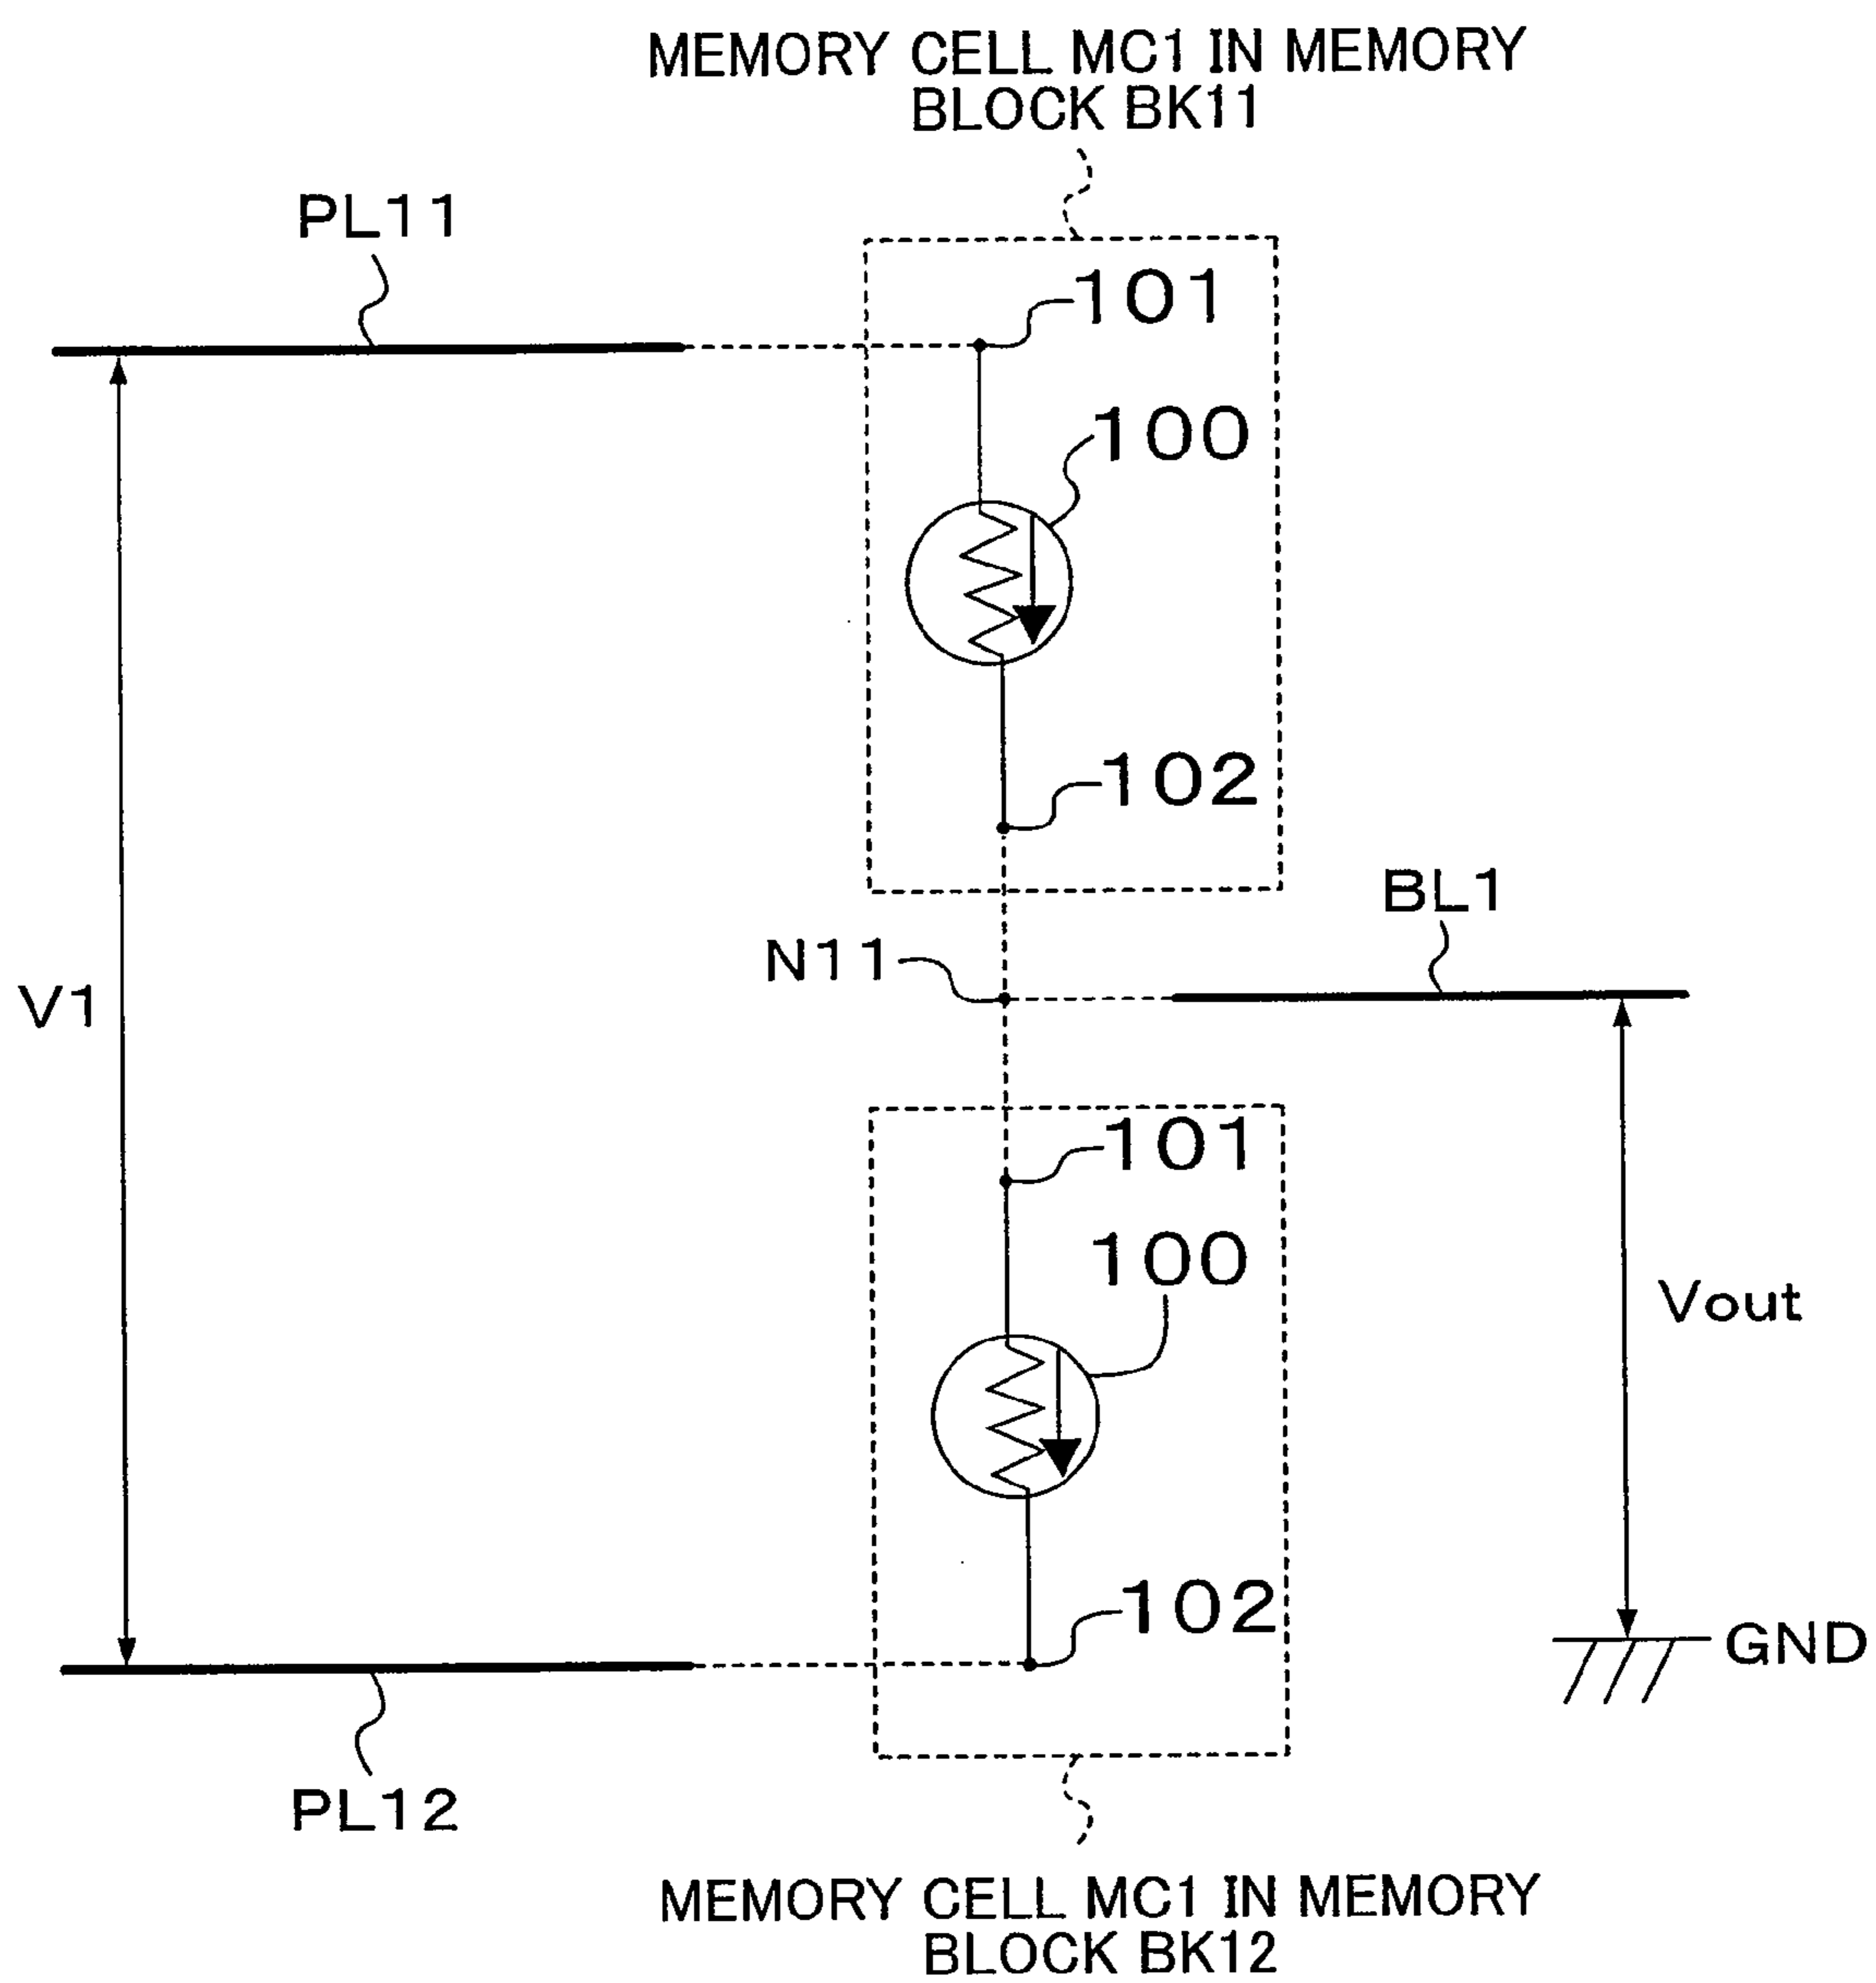 MEMORY CELL MC1 IN MEMORY
BLOCK BK11
PL11
101
100
102
BL1
N11
V1
101
100
Vout
102
GND
PL12
MEMORY CELL MC1 IN MEMORY
BLOCK BK12